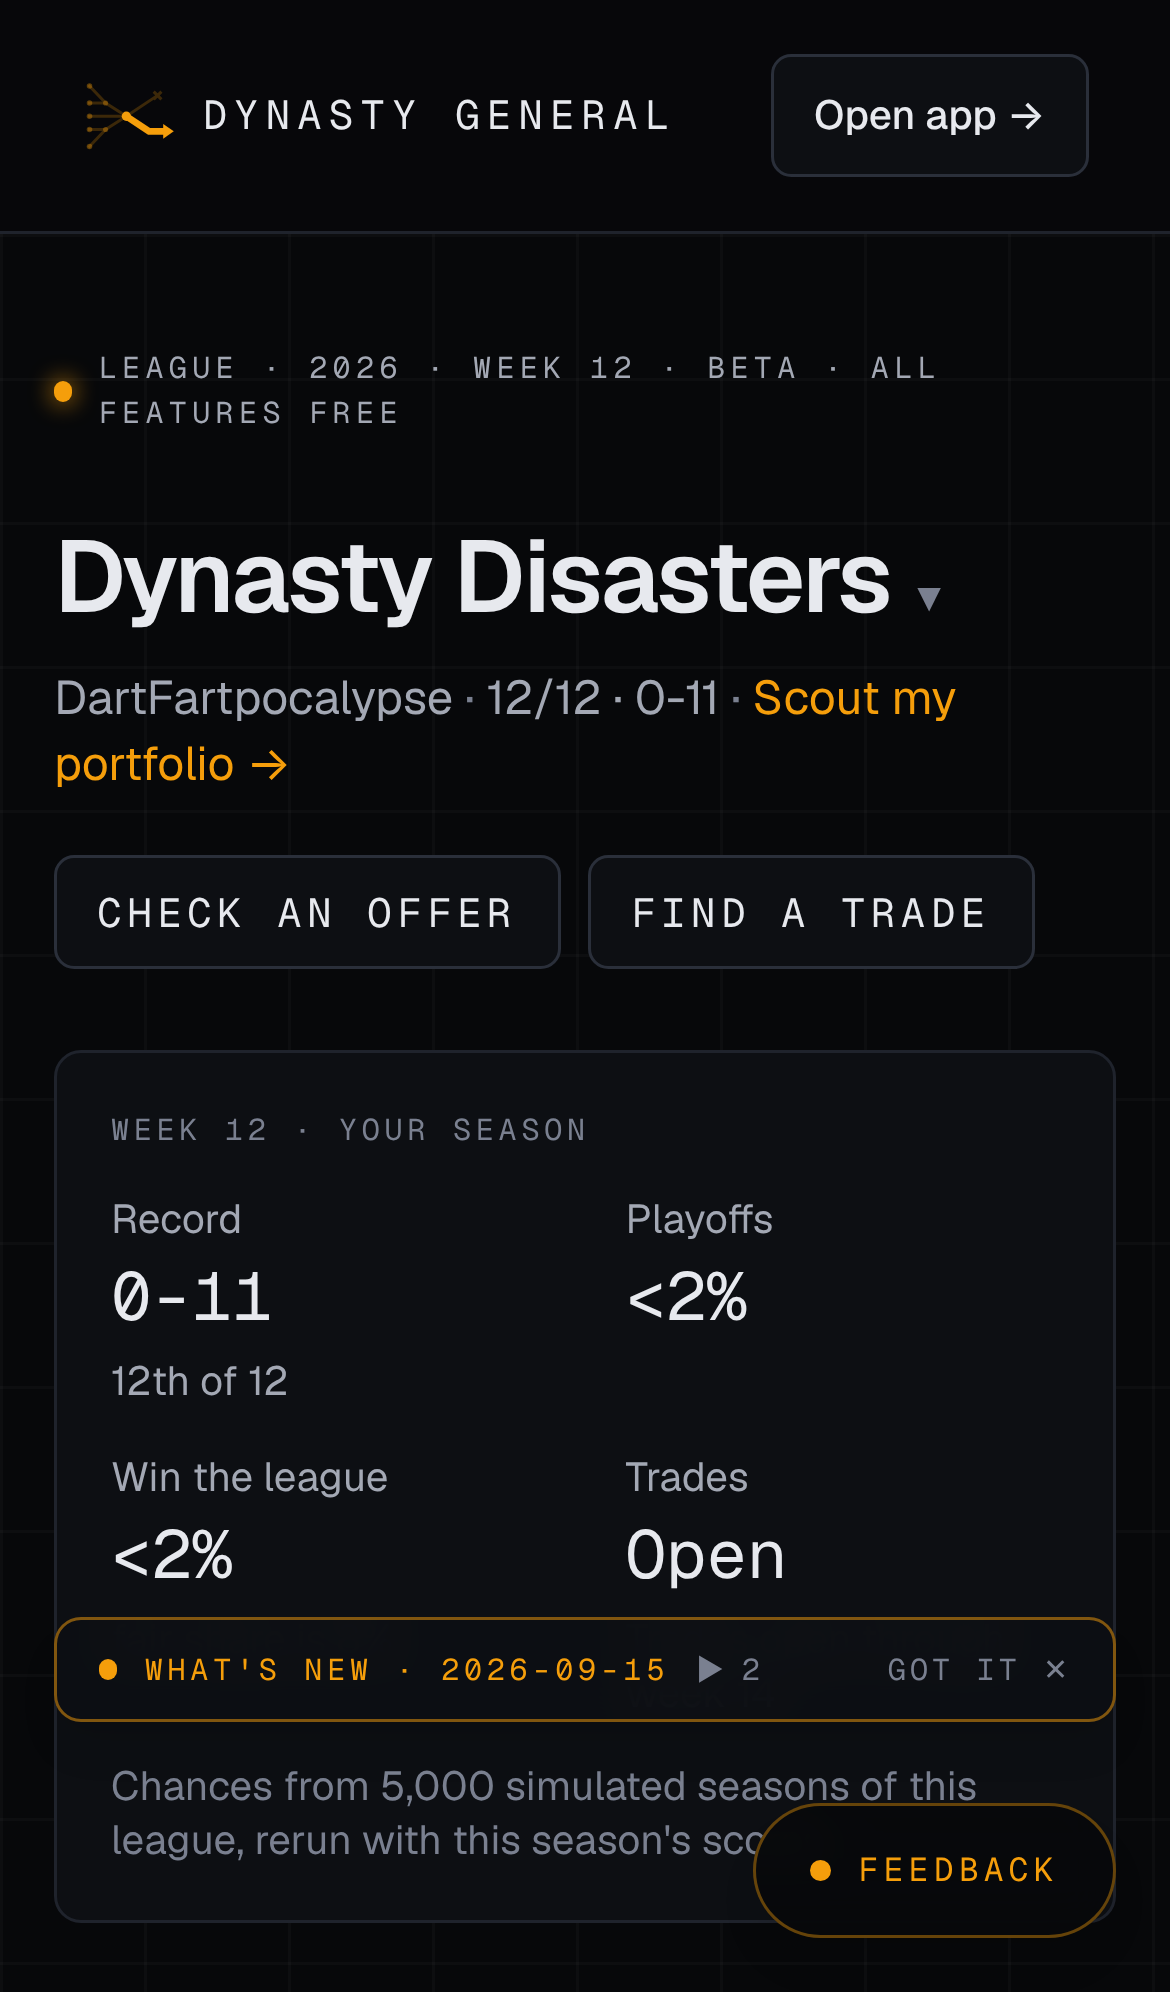 DYNASTY GENERAL
Open app →
LEAGUE · 2026 · WEEK 12 · BETA · ALL
FEATURES FREE
Dynasty Disasters ▼
DartFartpocalypse · 12/12 · 0-11 · Scout my
portfolio →
CHECK AN OFFER
FIND A TRADE
WEEK 12 · YOUR SEASON
Record
Playoffs
0-11
<2%
12th of 12
Win the league
Trades
<2%
Open
WHAT'S NEW · 2026-09-15 ▶ 2
GOT IT ×
Chances from 5,000 simulated seasons of this
league, rerun with this season's
FEEDBACK